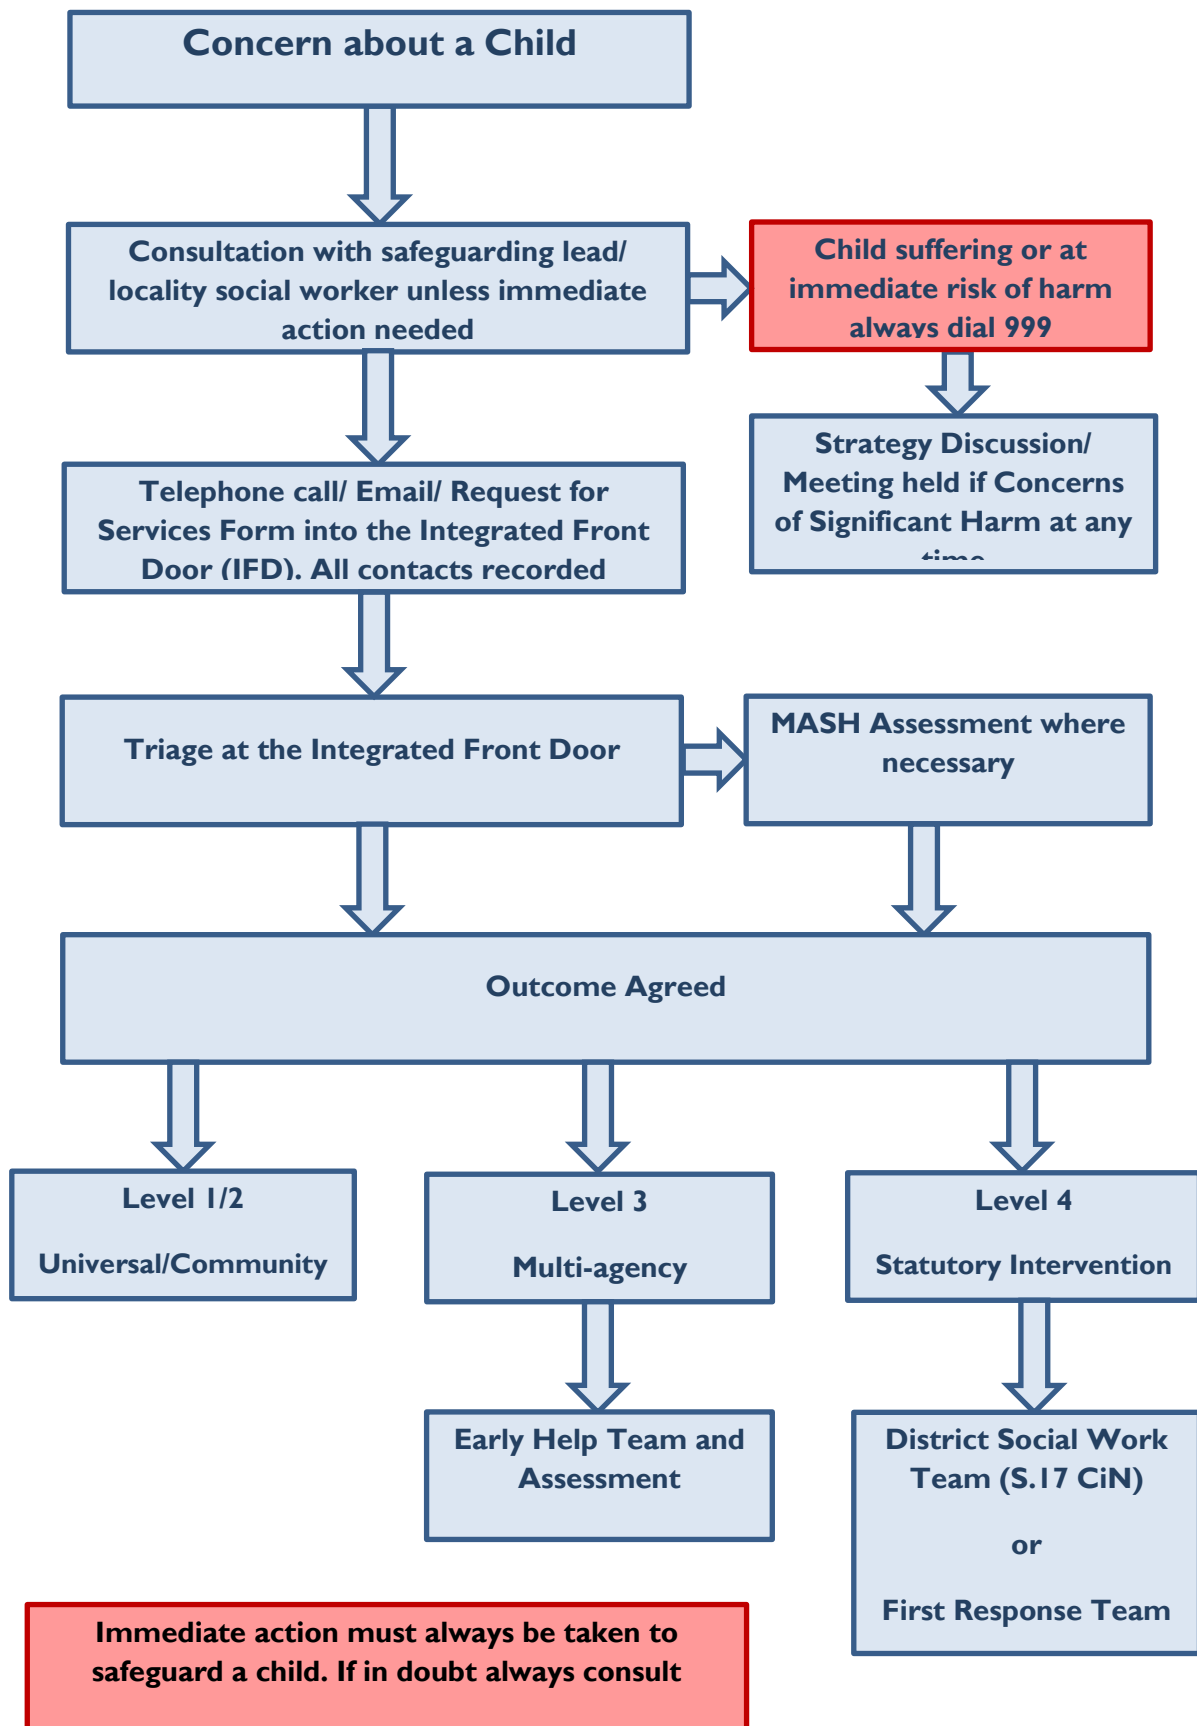 Concern about a Child
Consultation with safeguarding lead/
locality social worker unless immediate
action needed
Child suffering or at
immediate risk of harm
always dial 999
Strategy Discussion/
Meeting held if Concerns
of Significant Harm at any
time
Telephone call/ Email/ Request for
Services Form into the Integrated Front
Door (IFD). All contacts recorded
Triage at the Integrated Front Door
MASH Assessment where
necessary
Outcome Agreed
Level 1/2
Universal/Community
Level 3
Multi-agency
Level 4
Statutory Intervention
Early Help Team and
Assessment
District Social Work
Team (S.17 CiN)
or
First Response Team
Immediate action must always be taken to
safeguard a child. If in doubt always consult